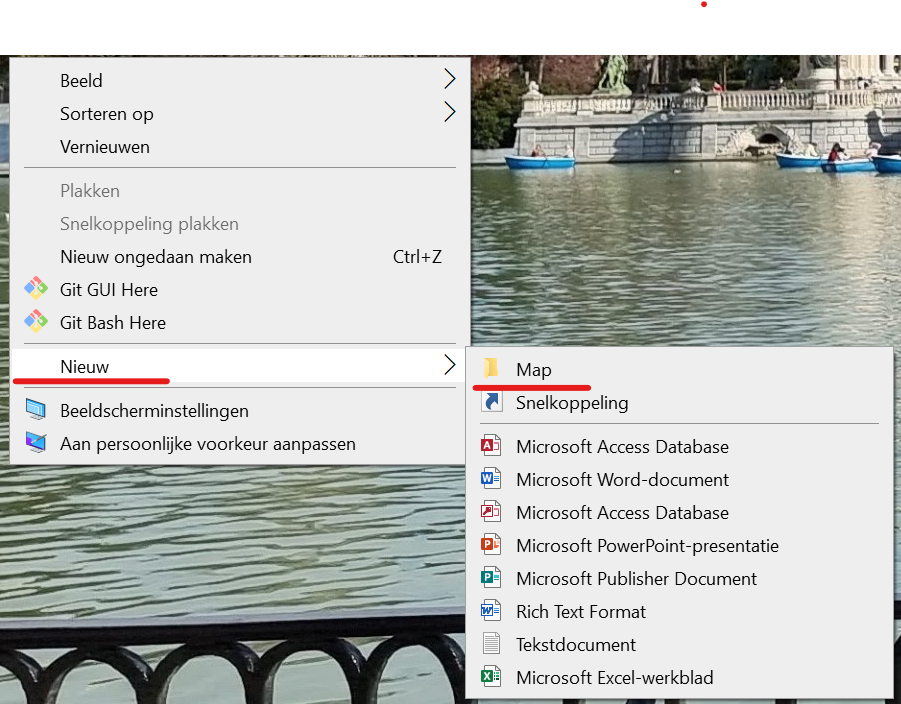 Beeld
Sorteren op
Vernieuwen
Plakken
Snelkoppeling plakken
Nieuw ongedaan maken Ctrl+Z
Git GUI Here
Git Bash Here
Nieuw
Beeldscherminstellingen
Aan persoonlijke voorkeur aanpassen
Map
Snelkoppeling
Microsoft Access Database
Microsoft Word-document
Microsoft Access Database
Microsoft PowerPoint-presentatie
Microsoft Publisher Document
Rich Text Format
Tekstdocument
Microsoft Excel-werkblad